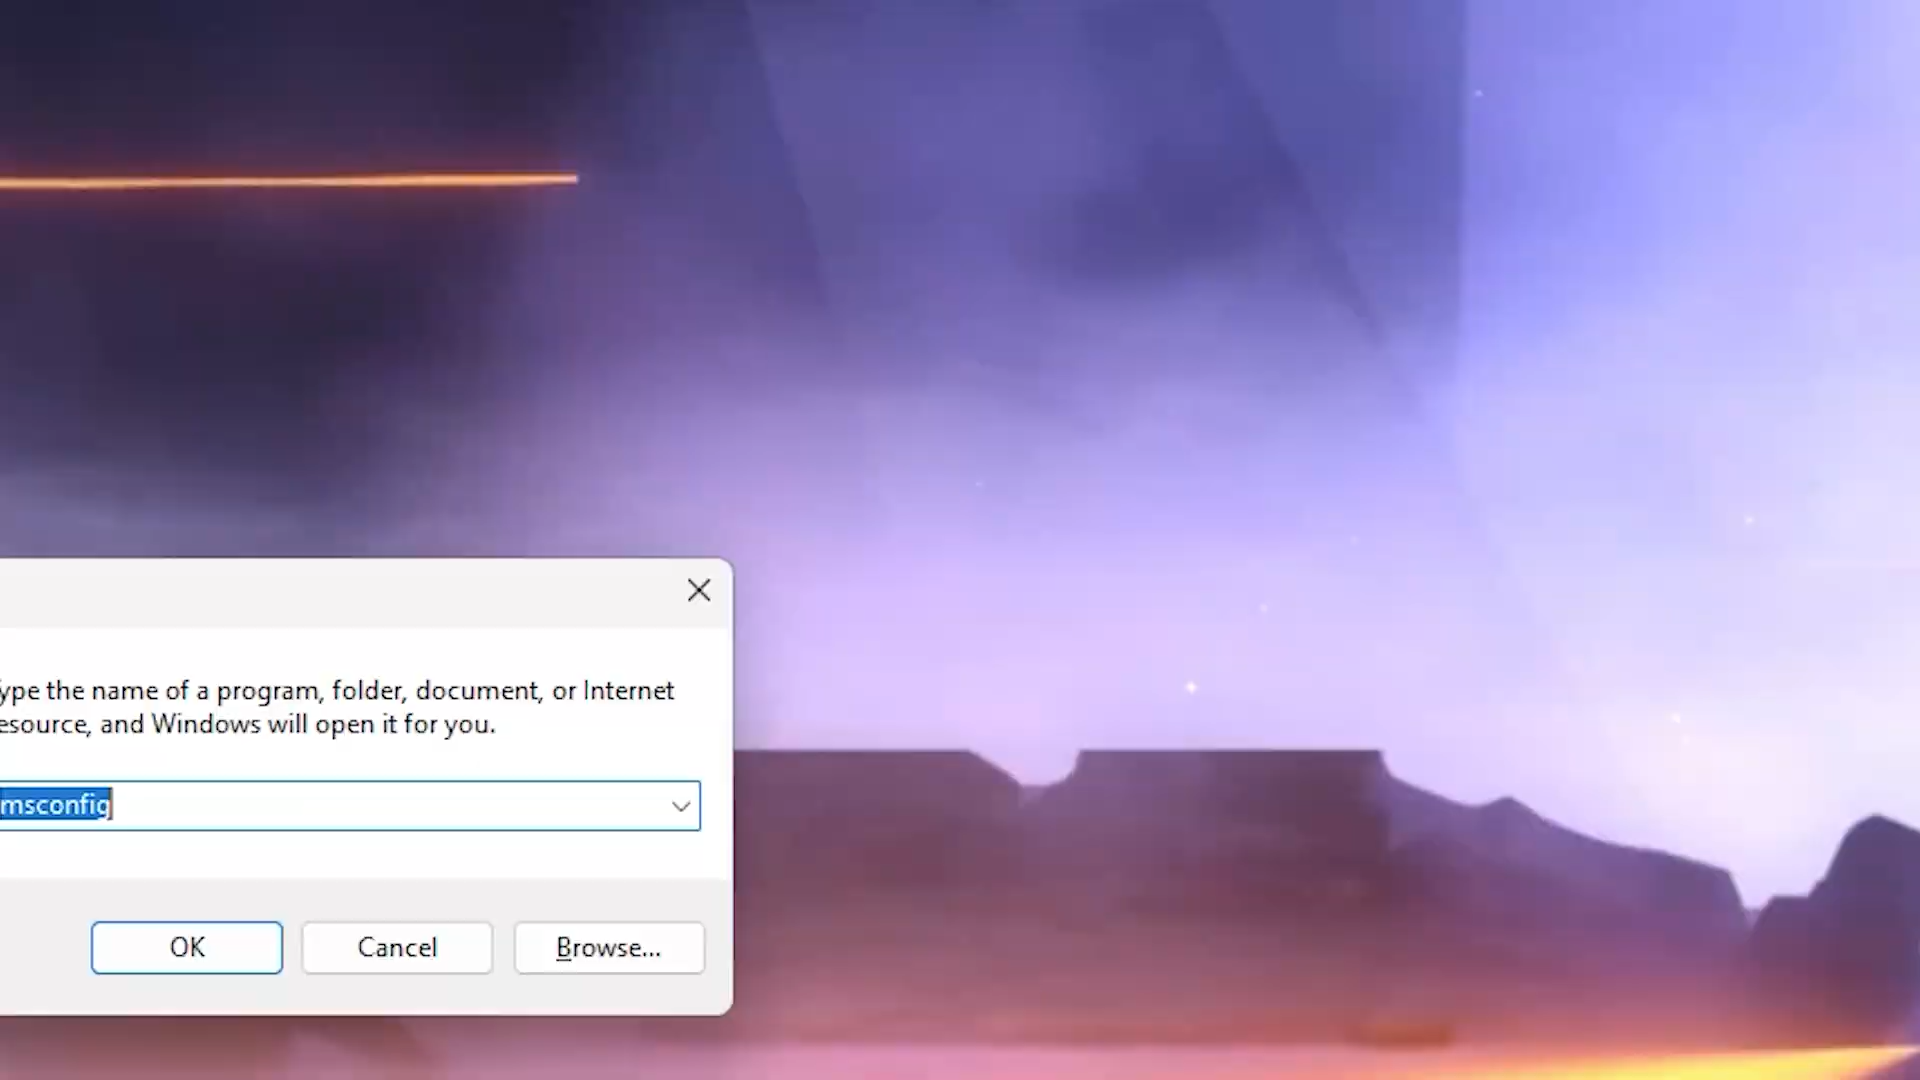 ype the name of a program, folder, document, or Internet
esource, and Windows will open it for you.
msconfig
OK Cancel Browse...